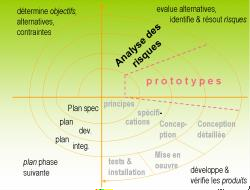 détermine objectifs,
alternatives,
contraintes
evalue alternatives,
identifie & résout risques
Analyse des
risques
prototypes
Plan spec
principes
spécifi-
cations
Concep-
tion
Conception
détaillée
plan
dev.
plan
integ.
tests &
installation
Mise en
oeuvre
plan phase
suivante
développe &
vérifie les produits